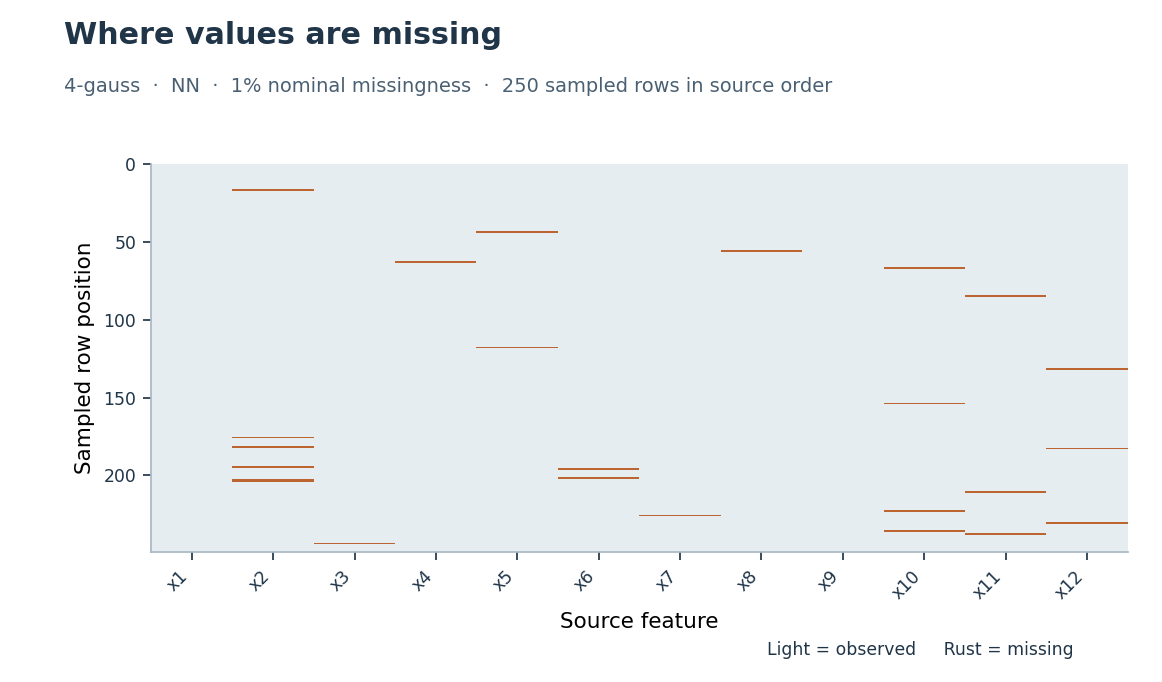 Where values are missing
4-gauss · NN · 1% nominal missingness · 250 sampled rows in source order
0
50
100
150
200
Sampled row position
x1 x2 x3 x4 x5 x6 x7 x8 x9 x10 x11 x12
Source feature
Light = observed Rust = missing